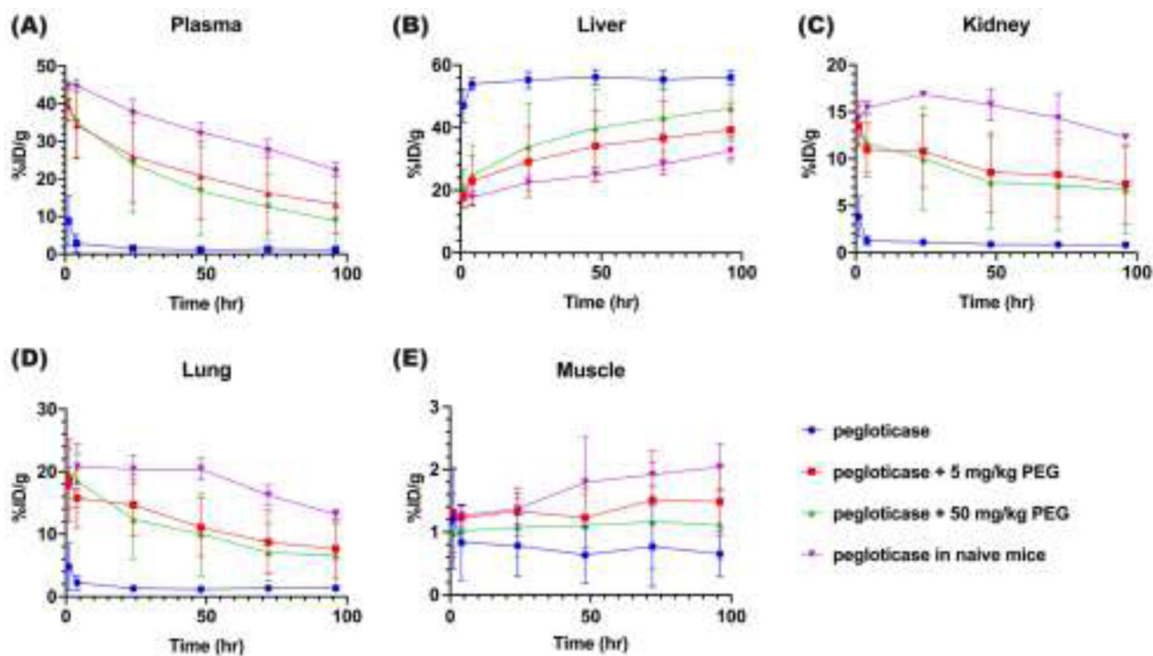 (A) Plasma
%ID/g
50
40
30
20
10
0
0 50 100
Time (hr)
(B) Liver
%ID/g
60
40
20
0
0 50 100
Time (hr)
(C) Kidney
%ID/g
20
15
10
5
0
0 50 100
Time (hr)
(D) Lung
%ID/g
30
20
10
0
0 50 100
Time (hr)
(E) Muscle
%ID/g
3
2
1
0
0 50 100
Time (hr)
pegloticase
pegloticase + 5 mg/kg PEG
pegloticase + 50 mg/kg PEG
pegloticase in naive mice